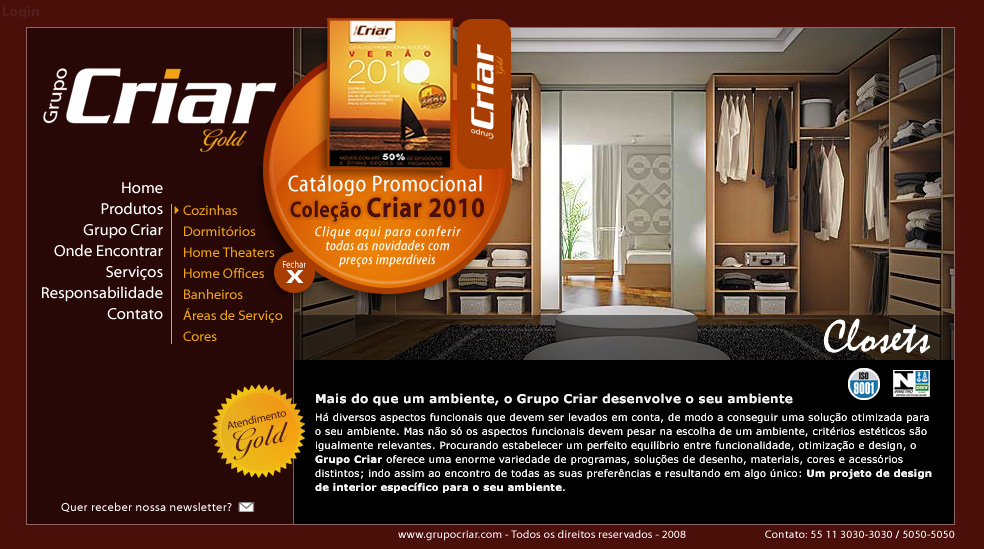 Login
Grupo
Criar
Gold
Home
Produtos
Grupo Criar
Onde Encontrar
Serviços
Responsabilidade
Contato
Cozinhas
Dormitórios
Home Theaters
Home Offices
Banheiros
Áreas de Serviço
Cores
Criar
VERÃO
2010
Grupo
Criar
Gold
Catálogo Promocional
Coleção Criar 2010
Clique aqui para conferir
todas as novidades com
preços imperdíveis
Fechar
X
Closets
ISO
9001
N
Atendimento
Gold
Mais do que um ambiente, o Grupo Criar desenvolve o seu ambiente
Há diversos aspectos funcionais que devem ser levados em conta, de modo a conseguir uma solução otimizada para
o seu ambiente. Mas não só os aspectos funcionais devem pesar na escolha de um ambiente, critérios estéticos são
igualmente relevantes. Procurando estabelecer um perfeito equilíbrio entre funcionalidade, otimização e design, o
Grupo Criar oferece uma enorme variedade de programas, soluções de desenho, materiais, cores e acessórios
distintos; indo assim ao encontro de todas as suas preferências e resultando em algo único: Um projeto de design
de interior específico para o seu ambiente.
Quer receber nossa newsletter?
www.grupocriar.com - Todos os direitos reservados - 2008
Contato: 55 11 3030-3030 / 5050-5050